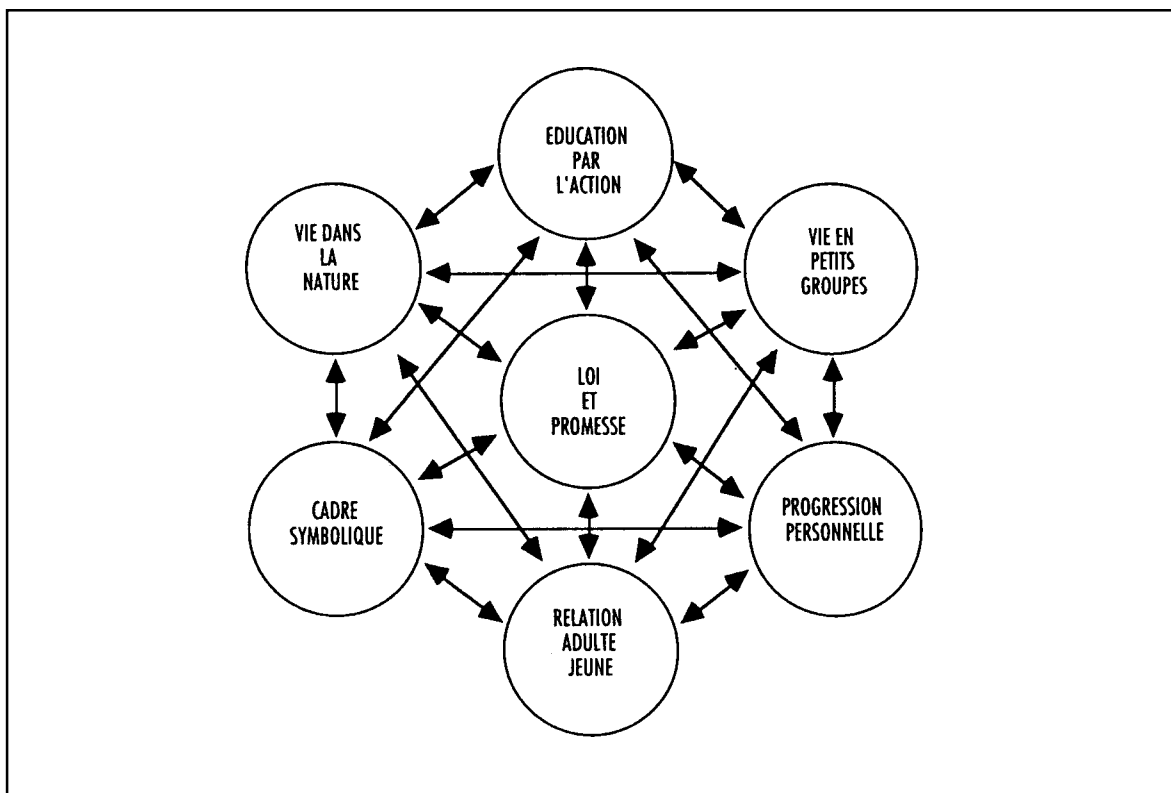 EDUCATION
PAR
L'ACTION
VIE DANS
LA
NATURE
VIE EN
PETITS
GROUPES
LOI
ET
PROMESSE
CADRE
SYMBOLIQUE
PROGRESSION
PERSONNELLE
RELATION
ADULTE
JEUNE